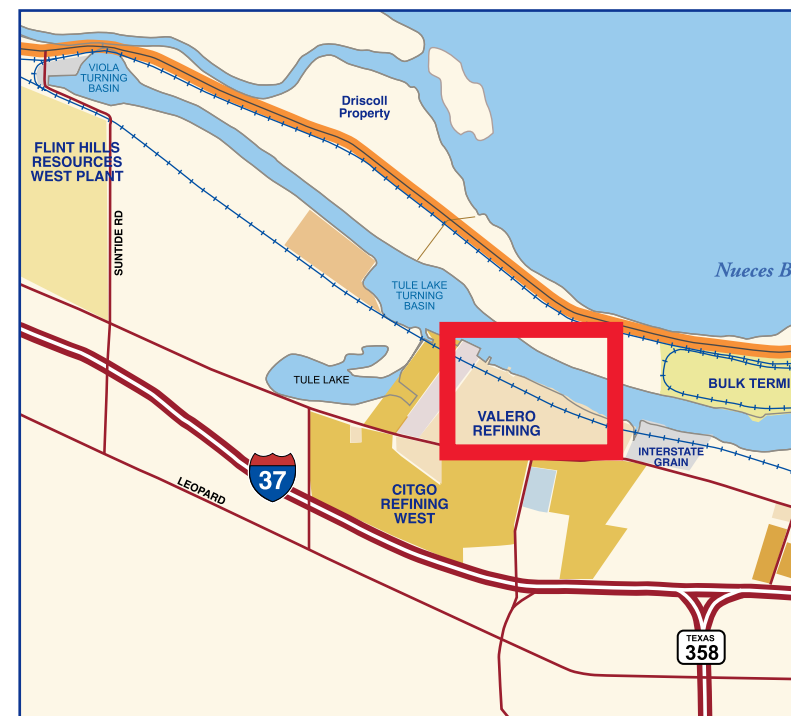 VIOLA
TURNING
BASIN
Driscoll
Property
FLINT HILLS
RESOURCES
WEST PLANT
SUNTIDE RD
Nueces B
TULE LAKE
TURNING
BASIN
TULE LAKE
BULK TERMI
VALERO
REFINING
INTERSTATE
GRAIN
37
LEOPARD
CITGO
REFINING
WEST
TEXAS
358